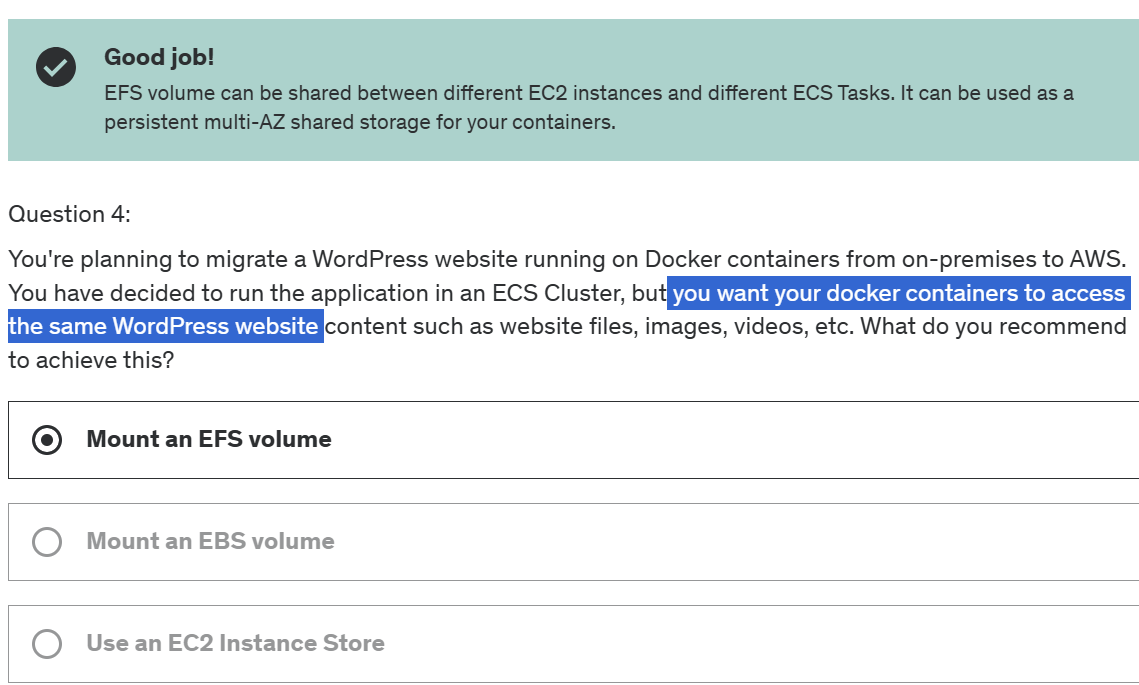 Good job!
EFS volume can be shared between different EC2 instances and different ECS Tasks. It can be used as a
persistent multi-AZ shared storage for your containers.
Question 4:
You're planning to migrate a WordPress website running on Docker containers from on-premises to AWS.
You have decided to run the application in an ECS Cluster, but you want your docker containers to access
the same WordPress website content such as website files, images, videos, etc. What do you recommend
to achieve this?
Mount an EFS volume
Mount an EBS volume
Use an EC2 Instance Store